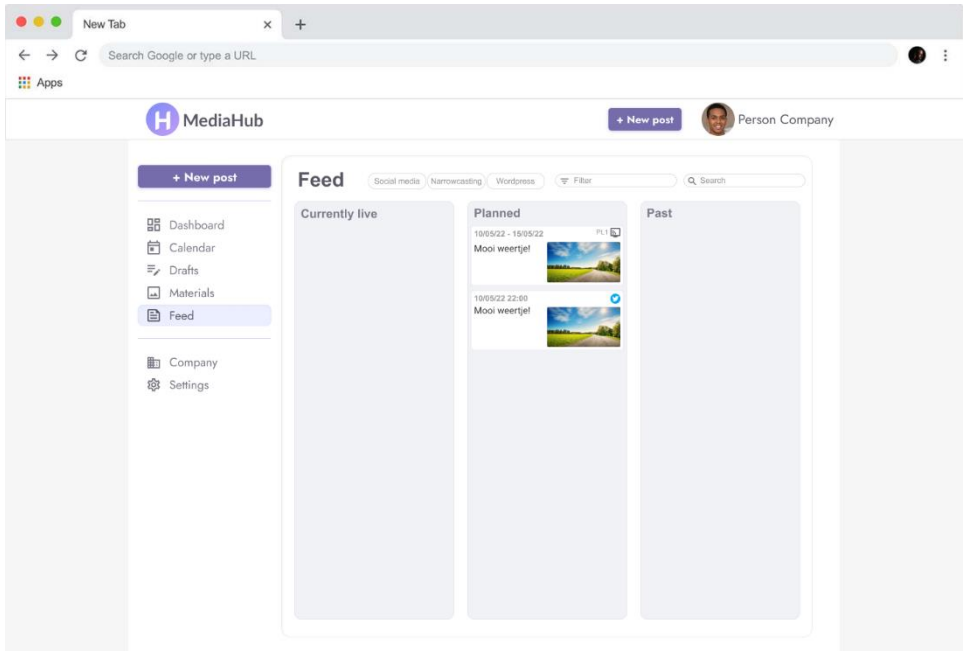 New Tab
Search Google or type a URL
Apps
H MediaHub
+ New post
Person Company
+ New post
Dashboard
Calendar
Drafts
Materials
Feed
Company
Settings
Feed
Social media
Narrowcasting
Wordpress
Filter
Search
Currently live
Planned
10/05/22 - 15/05/22
PL1
Mooi weertje!
10/05/22 22:00
Mooi weertje!
Past